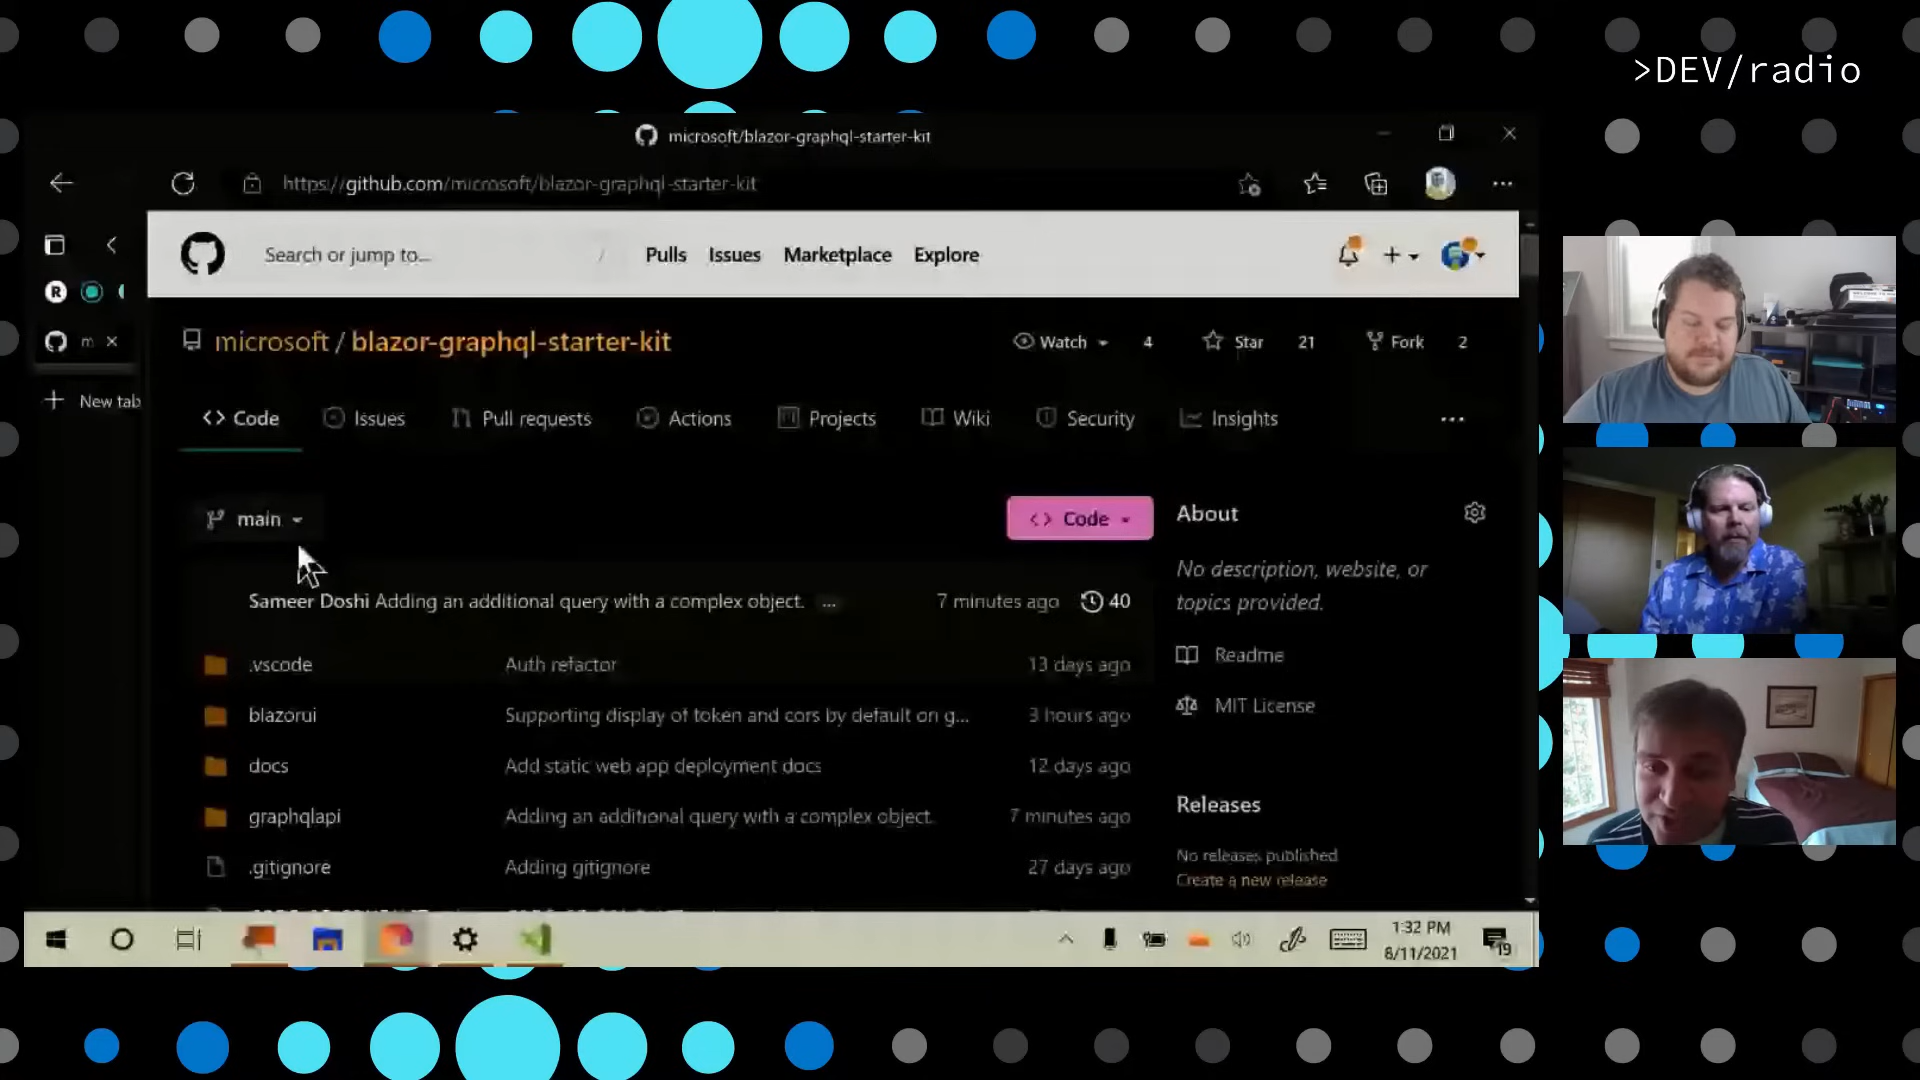 >DEV/radio
microsoft/blazor-graphql-starter-kit
https://github.com/microsoft/blazor-graphql-starter-kit
Search or jump to... /
Pulls Issues Marketplace Explore
R
m
New tab
microsoft / blazor-graphql-starter-kit
Watch 4 Star 21 Fork 2
Code Issues Pull requests Actions Projects Wiki Security Insights
main
Code
About
No description, website, or
topics provided.
Sameer Doshi Adding an additional query with a complex object. ... 7 minutes ago 40
.vscode Auth refactor 13 days ago
blazorui Supporting display of token and cors by default on g... 3 hours ago
docs Add static web app deployment docs 12 days ago
graphqlapi Adding an additional query with a complex object. 7 minutes ago
.gitignore Adding gitignore 27 days ago
Readme
MIT License
Releases
No releases published
Create a new release
1:32 PM
8/11/2021
19